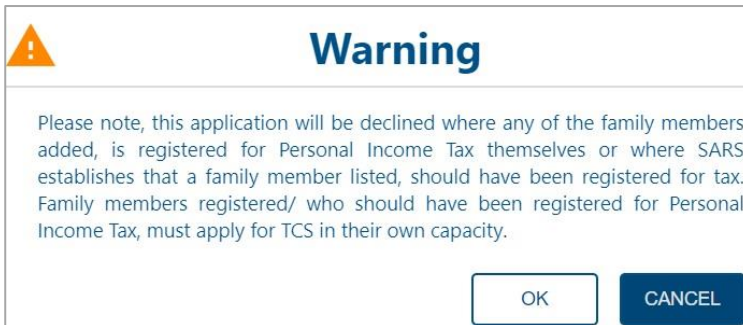 Warning
Please note, this application will be declined where any of the family members
added, is registered for Personal Income Tax themselves or where SARS
establishes that a family member listed, should have been registered for tax.
Family members registered/ who should have been registered for Personal
Income Tax, must apply for TCS in their own capacity.
OK
CANCEL